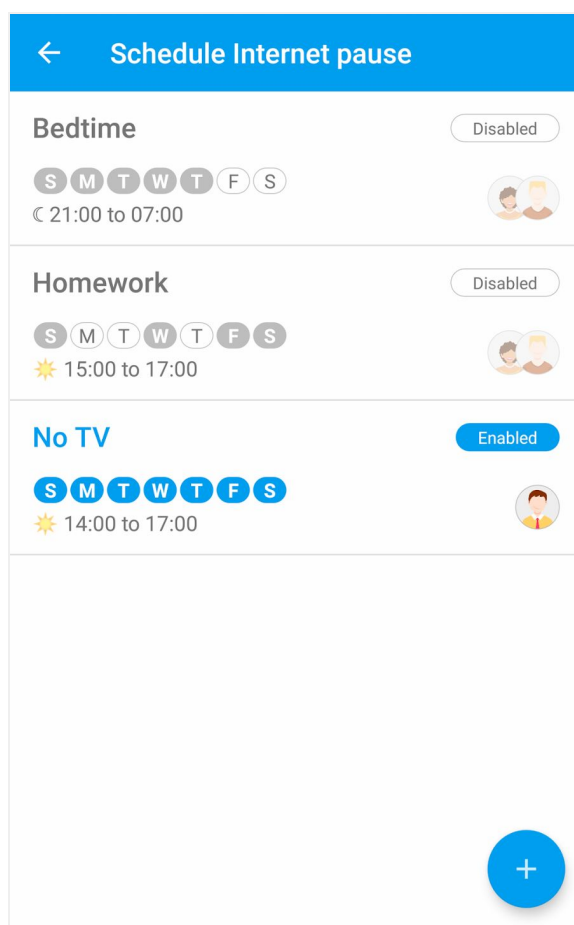 ← Schedule Internet pause
Bedtime
Disabled
S M T W T F S
☾ 21:00 to 07:00
Homework
Disabled
S M T W T F S
15:00 to 17:00
No TV
Enabled
S M T W T F S
14:00 to 17:00
+